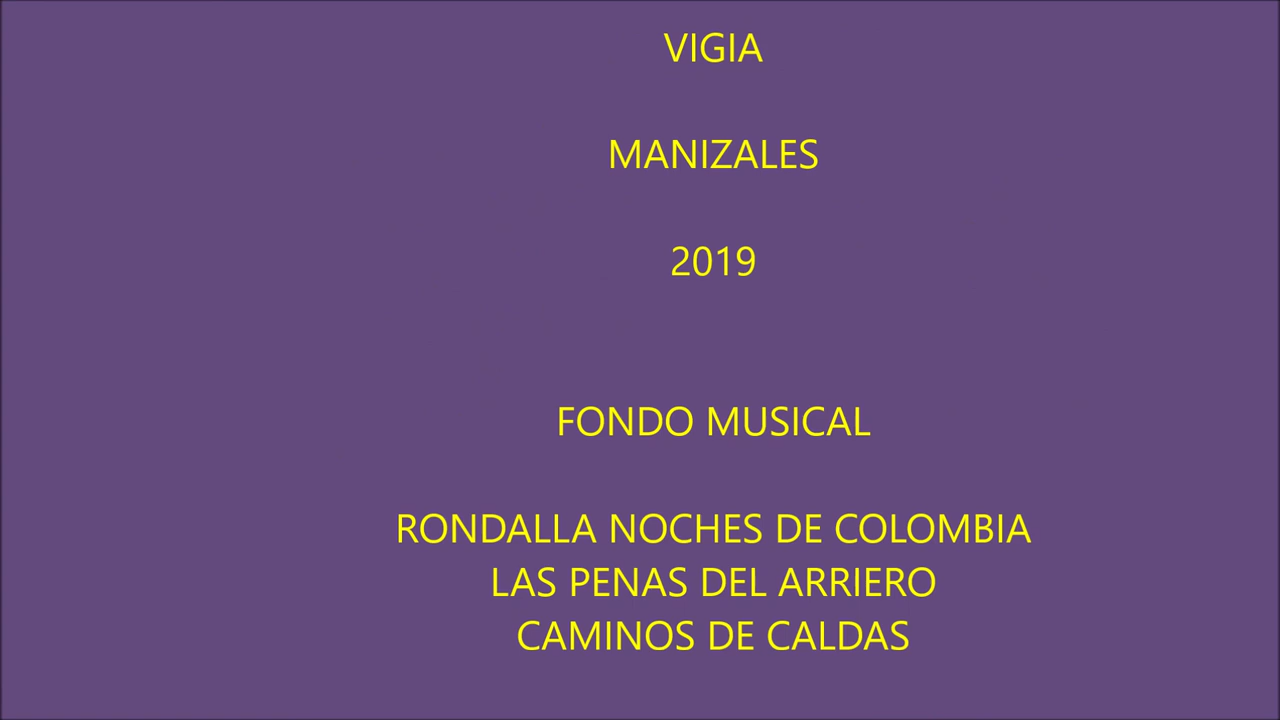 VIGIA
MANIZALES
2019
FONDO MUSICAL
RONDALLA NOCHES DE COLOMBIA
LAS PENAS DEL ARRIERO
CAMINOS DE CALDAS